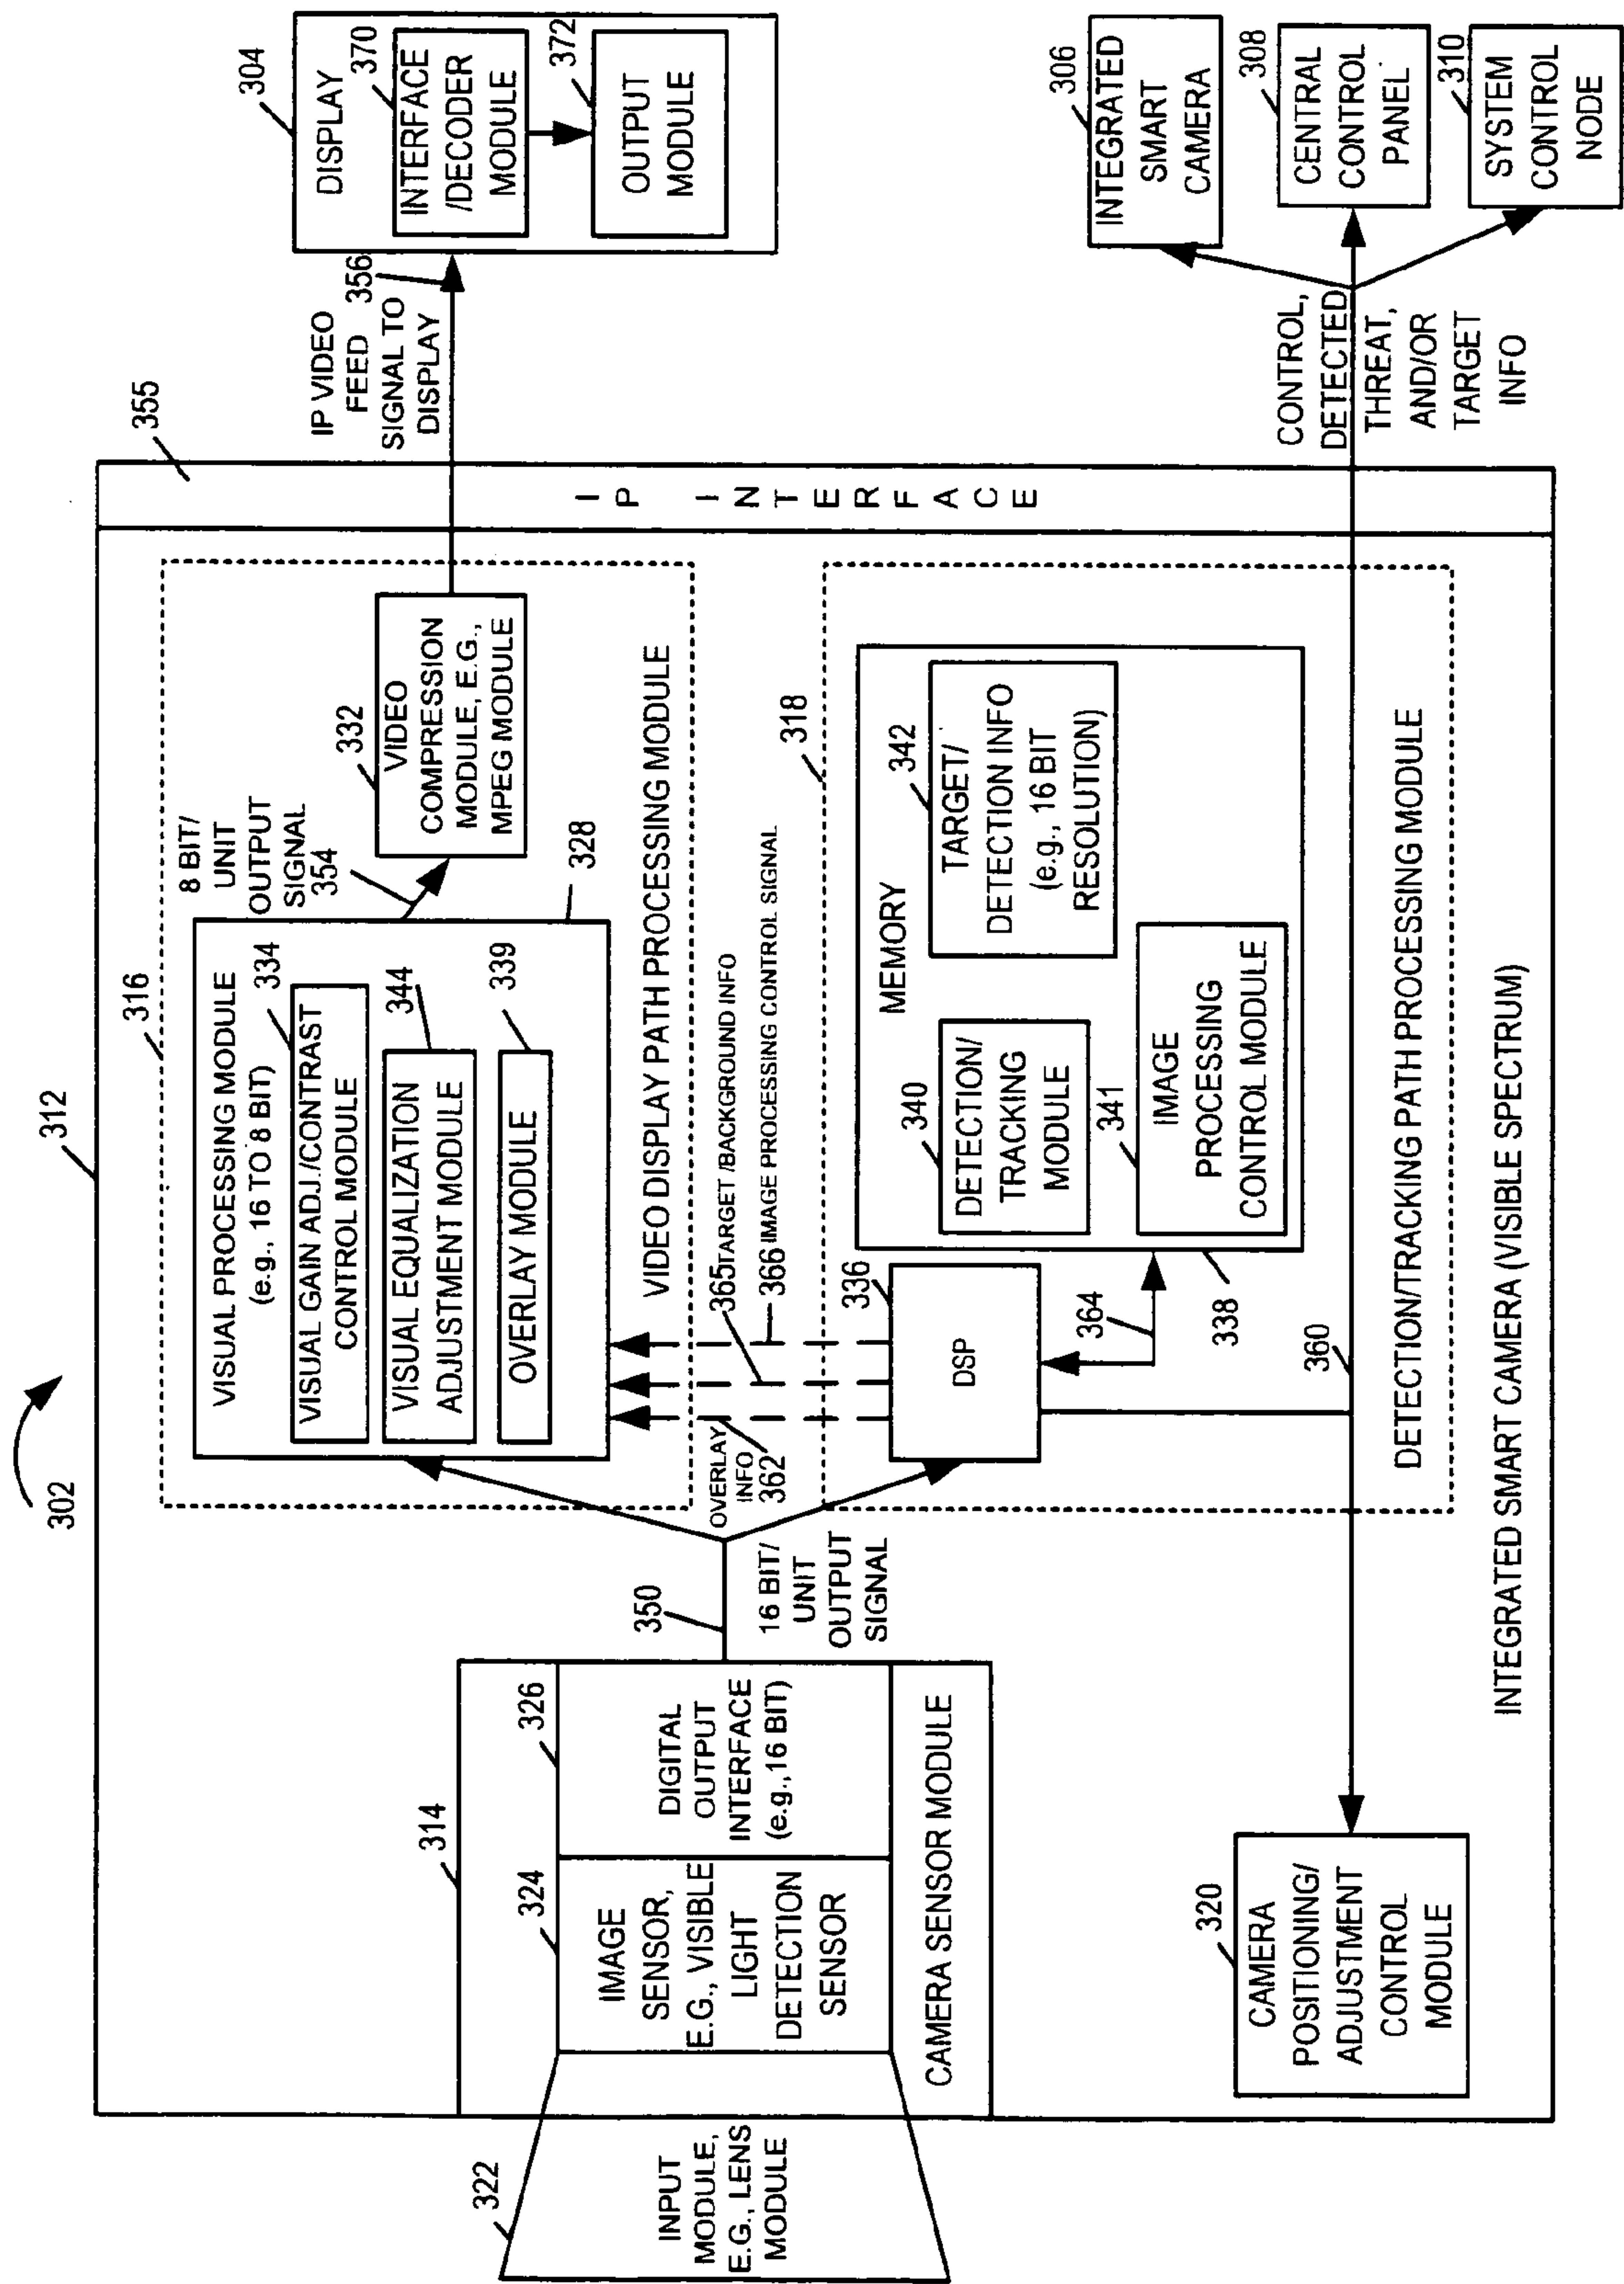 302
312
322
INPUT
MODULE,
E.G., LENS
MODULE
314
324
IMAGE
SENSOR,
E.G., VISIBLE
LIGHT
DETECTION
SENSOR
326
DIGITAL
OUTPUT
INTERFACE
(e.g.,16 BIT)
CAMERA SENSOR MODULE
350
16 BIT/
UNIT
OUTPUT
SIGNAL
320
CAMERA
POSITIONING/
ADJUSTMENT
CONTROL
MODULE
316
VISUAL PROCESSING MODULE
(e.g., 16 TO 8 BIT)
334
VISUAL GAIN ADJ./CONTRAST
CONTROL MODULE
344
VISUAL EQUALIZATION
ADJUSTMENT MODULE
339
OVERLAY MODULE
328
8 BIT/
UNIT
OUTPUT
SIGNAL
354
332
VIDEO
COMPRESSION
MODULE, E.G.,
MPEG MODULE
VIDEO DISPLAY PATH PROCESSING MODULE
OVERLAY
INFO
362
365 TARGET /BACKGROUND INFO
366 IMAGE PROCESSING CONTROL SIGNAL
318
336
DSP
364
338
MEMORY
340
DETECTION/
TRACKING
MODULE
342
TARGET/
DETECTION INFO
(e.g., 16 BIT
RESOLUTION)
341
IMAGE
PROCESSING
CONTROL MODULE
360
DETECTION/TRACKING PATH PROCESSING MODULE
INTEGRATED SMART CAMERA (VISIBLE SPECTRUM)
355
IP INTERFACE
IP VIDEO
FEED 356
SIGNAL TO
DISPLAY
304
DISPLAY
370
INTERFACE
/DECODER
MODULE
372
OUTPUT
MODULE
CONTROL,
DETECTED
THREAT,
AND/OR
TARGET
INFO
306
INTEGRATED
SMART
CAMERA
308
CENTRAL
CONTROL
PANEL
310
SYSTEM
CONTROL
NODE